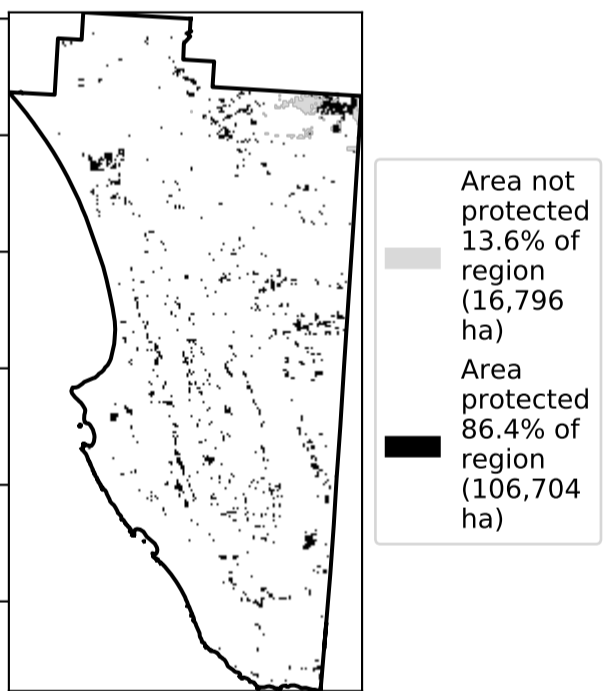 Area not
protected
13.6% of
region
(16,796
ha)
Area
protected
86.4% of
region
(106,704
ha)